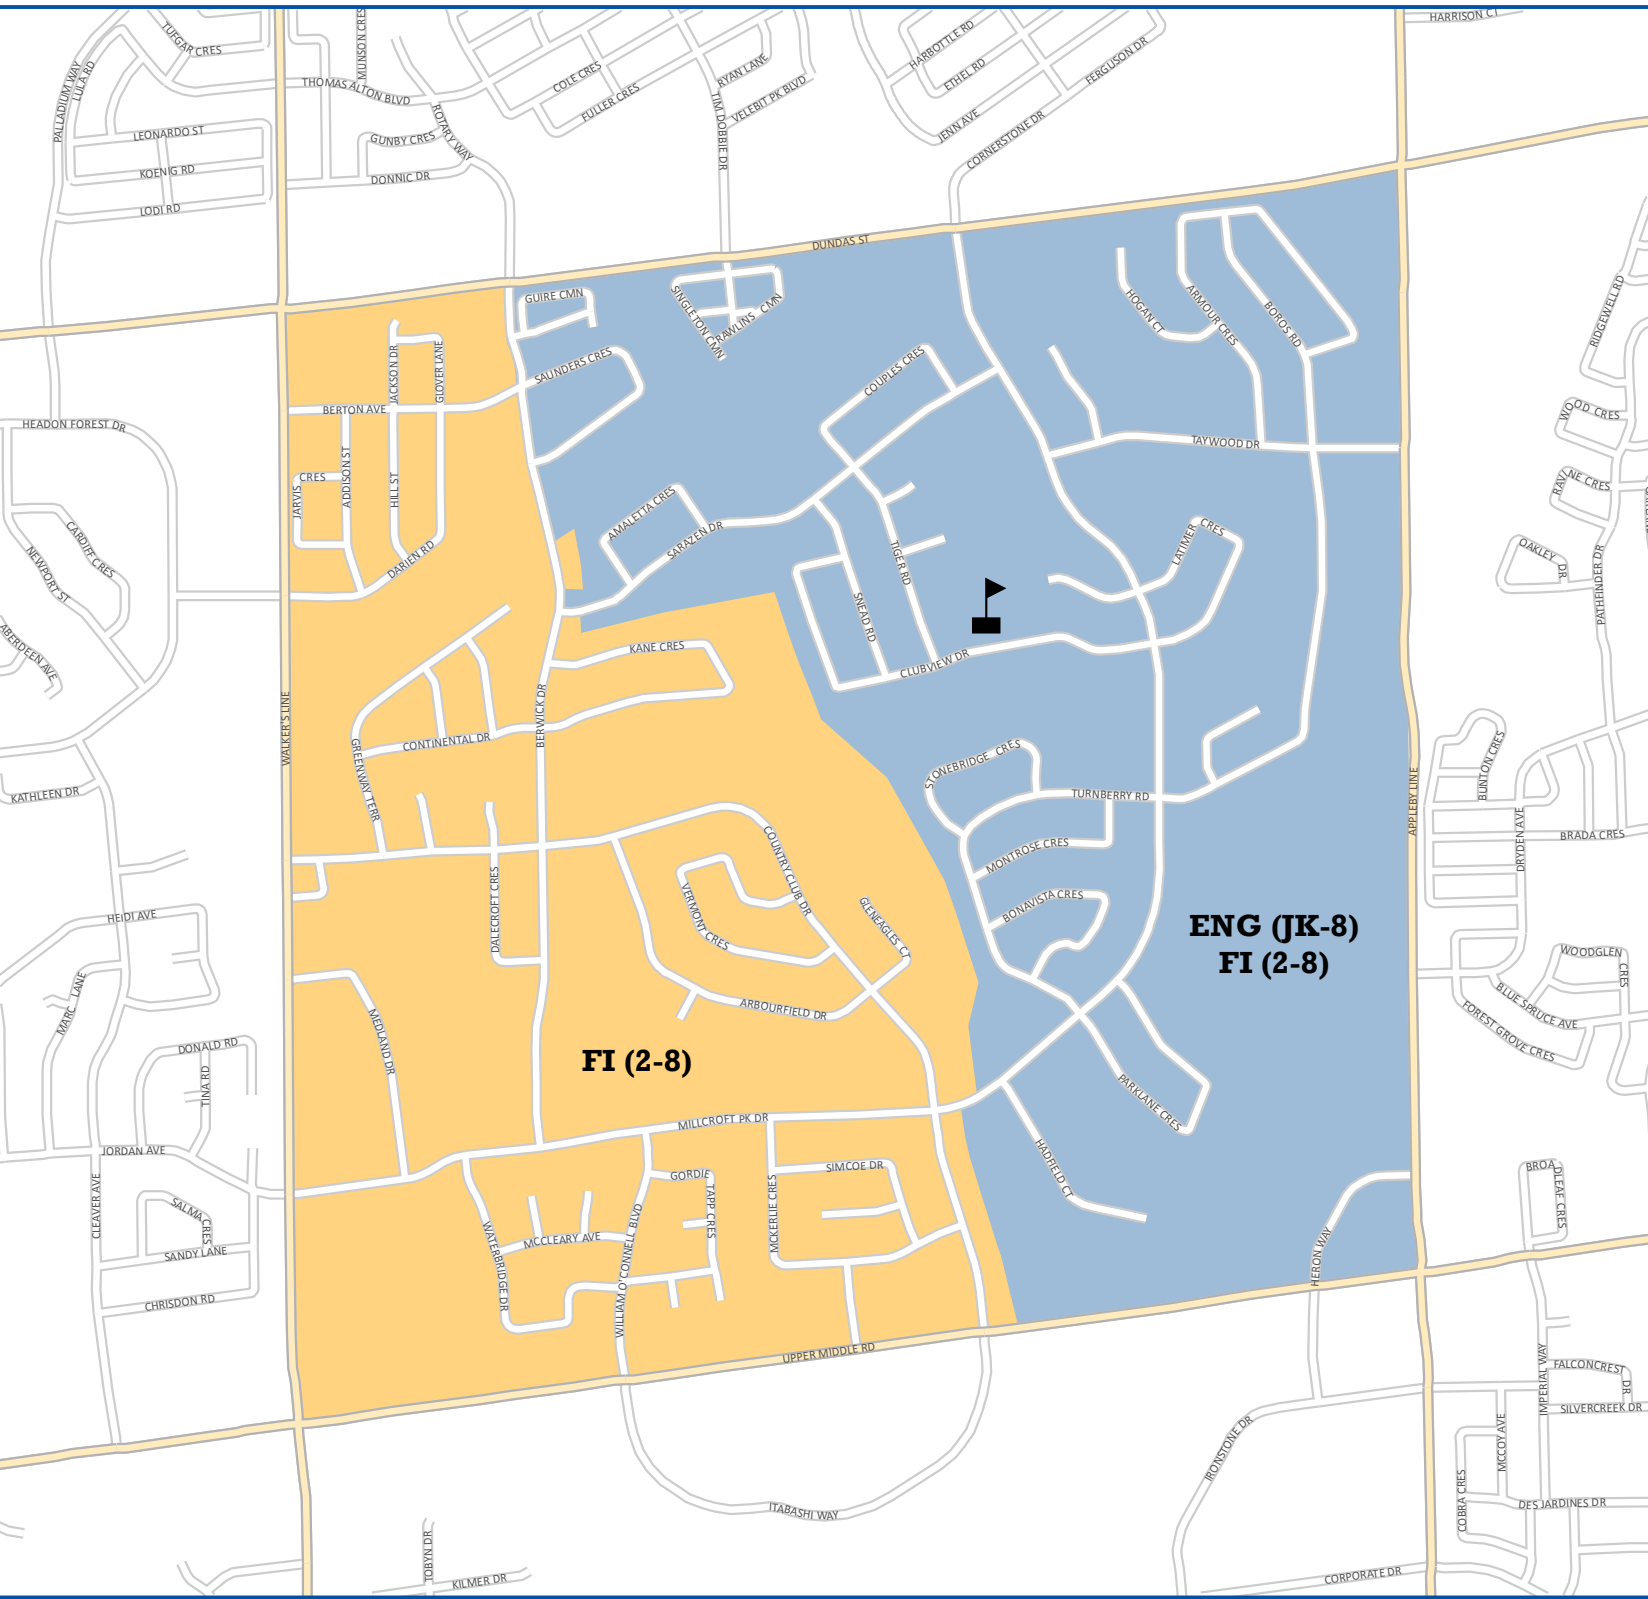 TUFGAR CRES
MUNSON CRES
HARRISON CT
PALLADIUM WAY
LULA RD
THOMAS ALTON BLVD
COLE CRES
FULLER CRES
RYAN LANE
VELEBIT PK BLVD
TIM DOBBIE DR
HARBOTTLE RD
ETHEL RD
FERGUSON DR
JENN AVE
CORNERSTONE DR
ROTARY WAY
LEONARDO ST
GUNBY CRES
KOENIG RD
DONNIC DR
LODI RD
DUNDAS ST
GUIRE CMN
SINGLETON CMN
RAWLINS CMN
HOGAN CT
ARMOUR CRES
BOROS RD
RIDGEWELL RD
JACKSON DR
GLOVER LANE
SAUNDERS CRES
COUPLES CRES
BERTON AVE
HEADON FOREST DR
WOOD CRES
TAYWOOD DR
JARVIS CRES
ADDISON ST
HILL ST
RAVINE CRES
AMALETTA CRES
SARAZEN DR
TIGER RD
LATIMER CRES
CARDIFF CRES
NEWPORT ST
DARIEN RD
OAKLEY DR
PATHFINDER DR
SNEAD RD
ABERDEEN AVE
KANE CRES
CLUBVIEW DR
WALKER'S LINE
BERWICK DR
CONTINENTAL DR
GREENWAY TERR
STONEBRIDGE CRES
BUNTON CRES
KATHLEEN DR
TURNBERRY RD
APPLEBY LINE
BRADA CRES
DRYDEN AVE
COUNTRY CLUB DR
MONTROSE CRES
DALECROFT CRES
VERMONT CRES
GLENEAGLES CT
BONAVISTA CRES
HEIDI AVE
ENG (JK-8)
FI (2-8)
WOODGLEN CRES
MARC LANE
ARBOURFIELD DR
BLUE SPRUCE AVE
FOREST GROVE CRES
MEDLAND DR
DONALD RD
TINA RD
FI (2-8)
PARKLANE CRES
MILLCROFT PK DR
JORDAN AVE
HADFIELD CT
SIMCOE DR
GORDIE TAPP CRES
MCKERLIE CRES
BROADLEAF CRES
CLEAVER AVE
SALMA CRES
SANDY LANE
WATERBRIDGE DR
MCCLEARY AVE
WILLIAM O'CONNELL BLVD
HERON WAY
CHRISDON RD
UPPER MIDDLE RD
IMPERIAL WAY
FALCONCREST DR
SILVERCREEK DR
IRONSTONE DR
MCCOY AVE
COBRA CRES
DES JARDINES DR
ITABASHI WAY
TOBYN DR
KILMER DR
CORPORATE DR